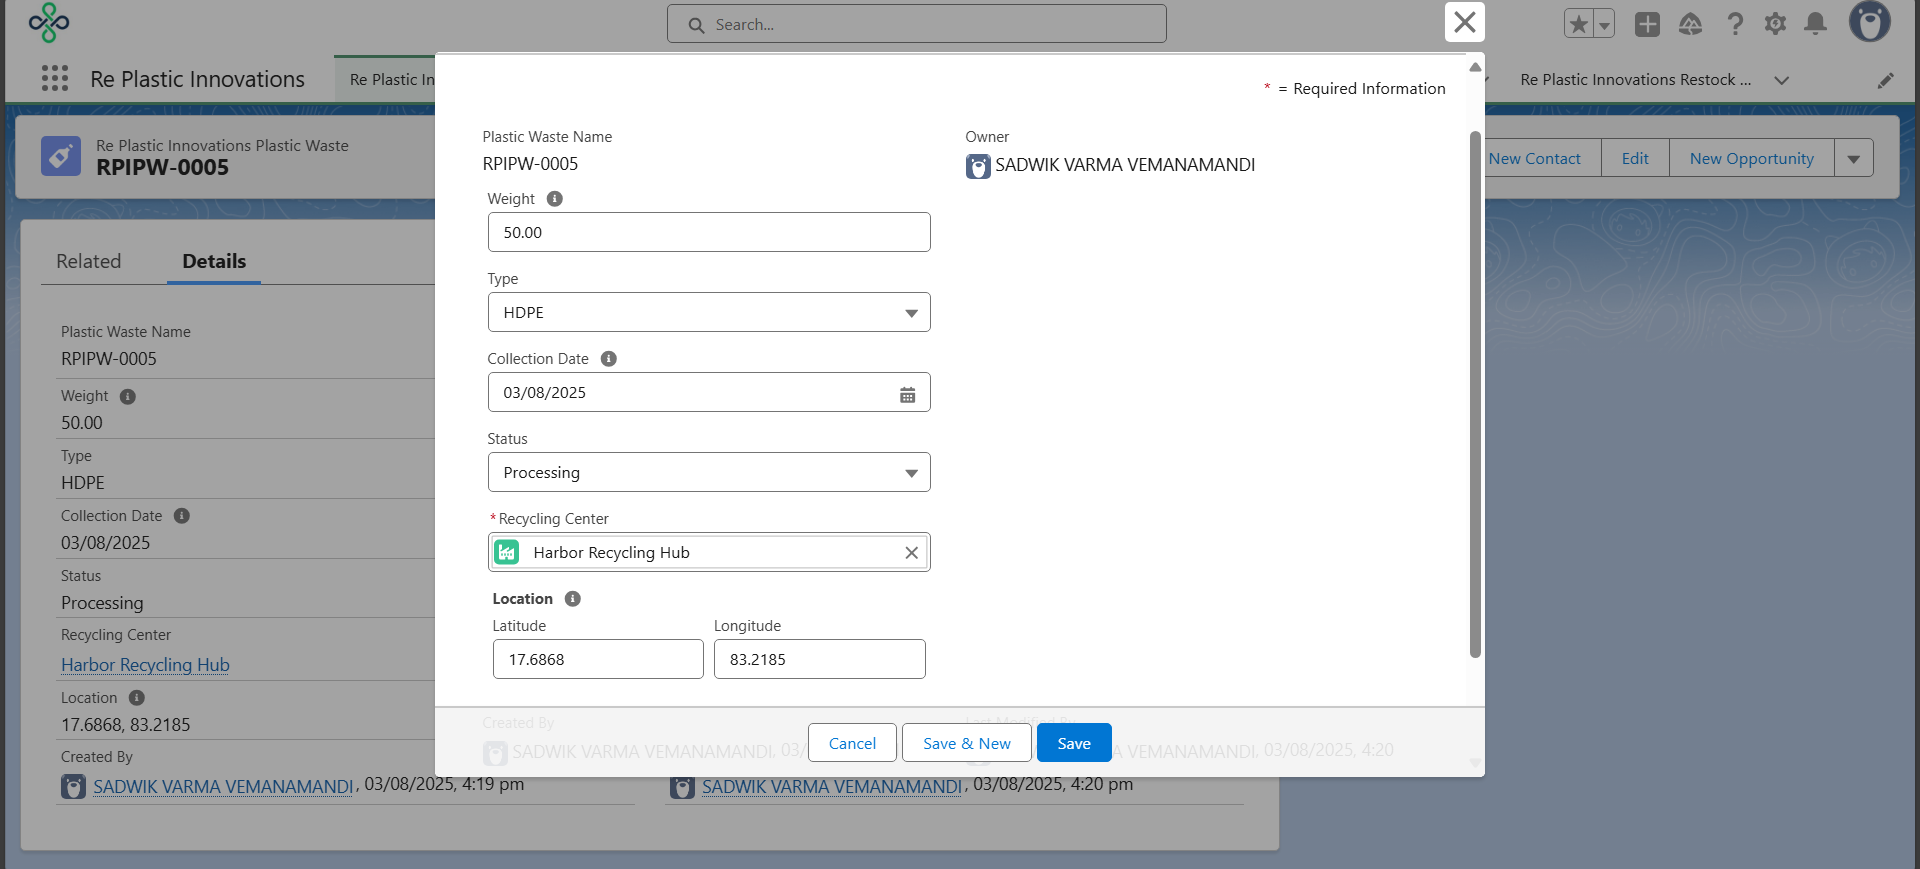 Search...
Re Plastic Innovations
Re Plastic In
Re Plastic Innovations Restock ...
* = Required Information
Re Plastic Innovations Plastic Waste
RPIPW-0005
New Contact
Edit
New Opportunity
Related
Details
Plastic Waste Name
RPIPW-0005
Weight
50.00
Type
HDPE
Collection Date
03/08/2025
Status
Processing
Recycling Center
Harbor Recycling Hub
Location
17.6868, 83.2185
Created By
SADWIK VARMA VEMANAMANDI, 03/08/2025, 4:19 pm
SADWIK VARMA VEMANAMANDI, 03/08/2025, 4:20 pm
Plastic Waste Name
RPIPW-0005
Owner
SADWIK VARMA VEMANAMANDI
Weight
50.00
Type
HDPE
Collection Date
03/08/2025
Status
Processing
*Recycling Center
Harbor Recycling Hub
Location
Latitude
Longitude
17.6868
83.2185
Created By
Last Modified By
SADWIK VARMA VEMANAMANDI, 03/
A VEMANAMANDI, 03/08/2025, 4:20
Cancel
Save & New
Save